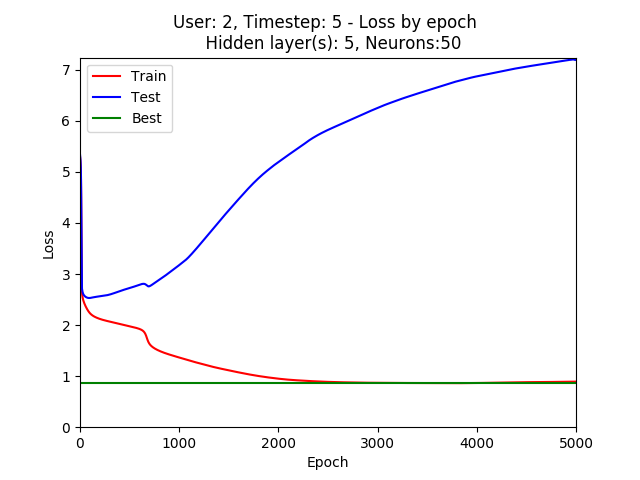 User: 2, Timestep: 5 - Loss by epoch
Hidden layer(s): 5, Neurons:50
Train
Test
Best
7
6
5
4
3
2
1
0
Loss
0 1000 2000 3000 4000 5000
Epoch